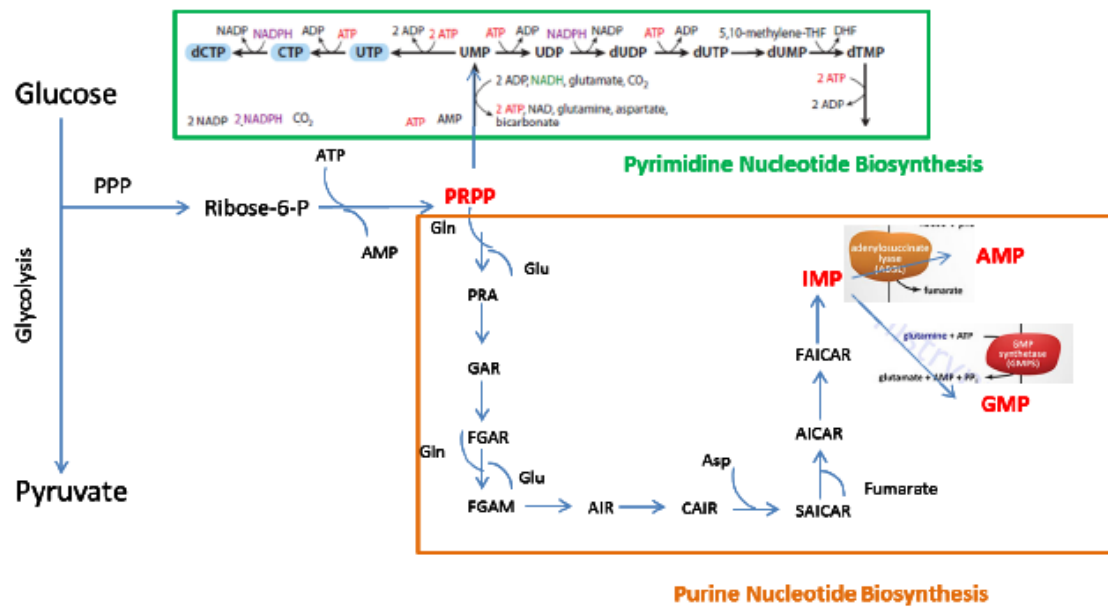 NADP NADPH ADP ATP 2 ADP 2 ATP ATP ADP NADPH NADP ATP ADP 5,10-methylene-THF DHF
dCTP CTP UTP UMP UDP dUDP dUTP dUMP dTMP
2 ADP, NADH, glutamate, CO2
2 ATP
Glucose
2 ATP, NAD, glutamine, aspartate,
bicarbonate
2 ADP
2 NADP 2 NADPH CO2 ATP AMP
Pyrimidine Nucleotide Biosynthesis
ATP
PPP
Ribose-6-P
PRPP
AMP
Gln
Glu
Glycolysis
PRA
GAR
FGAR
Gln
Glu
FGAM
AIR
CAIR
Asp
SAICAR
Fumarate
AICAR
FAICAR
IMP
adenylosuccinate
lyase
(ADSL)
fumarate
AMP
glutamine + ATP
GMP
synthetase
(GMPS)
glutamate + AMP + PPi
GMP
Pyruvate
Purine Nucleotide Biosynthesis